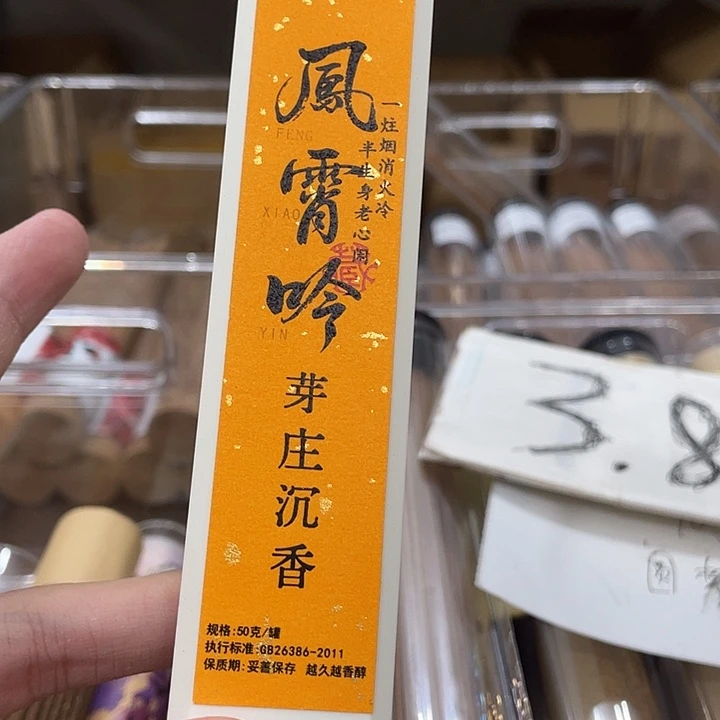 鳳霄吟
FENG
XIAO
YIN
一炷烟消火冷
半生身老心闲
藏
芽庄沉香
规格:50克/罐
执行标准:GB26386-2011
保质期:妥善保存 越久越香醇
3.8